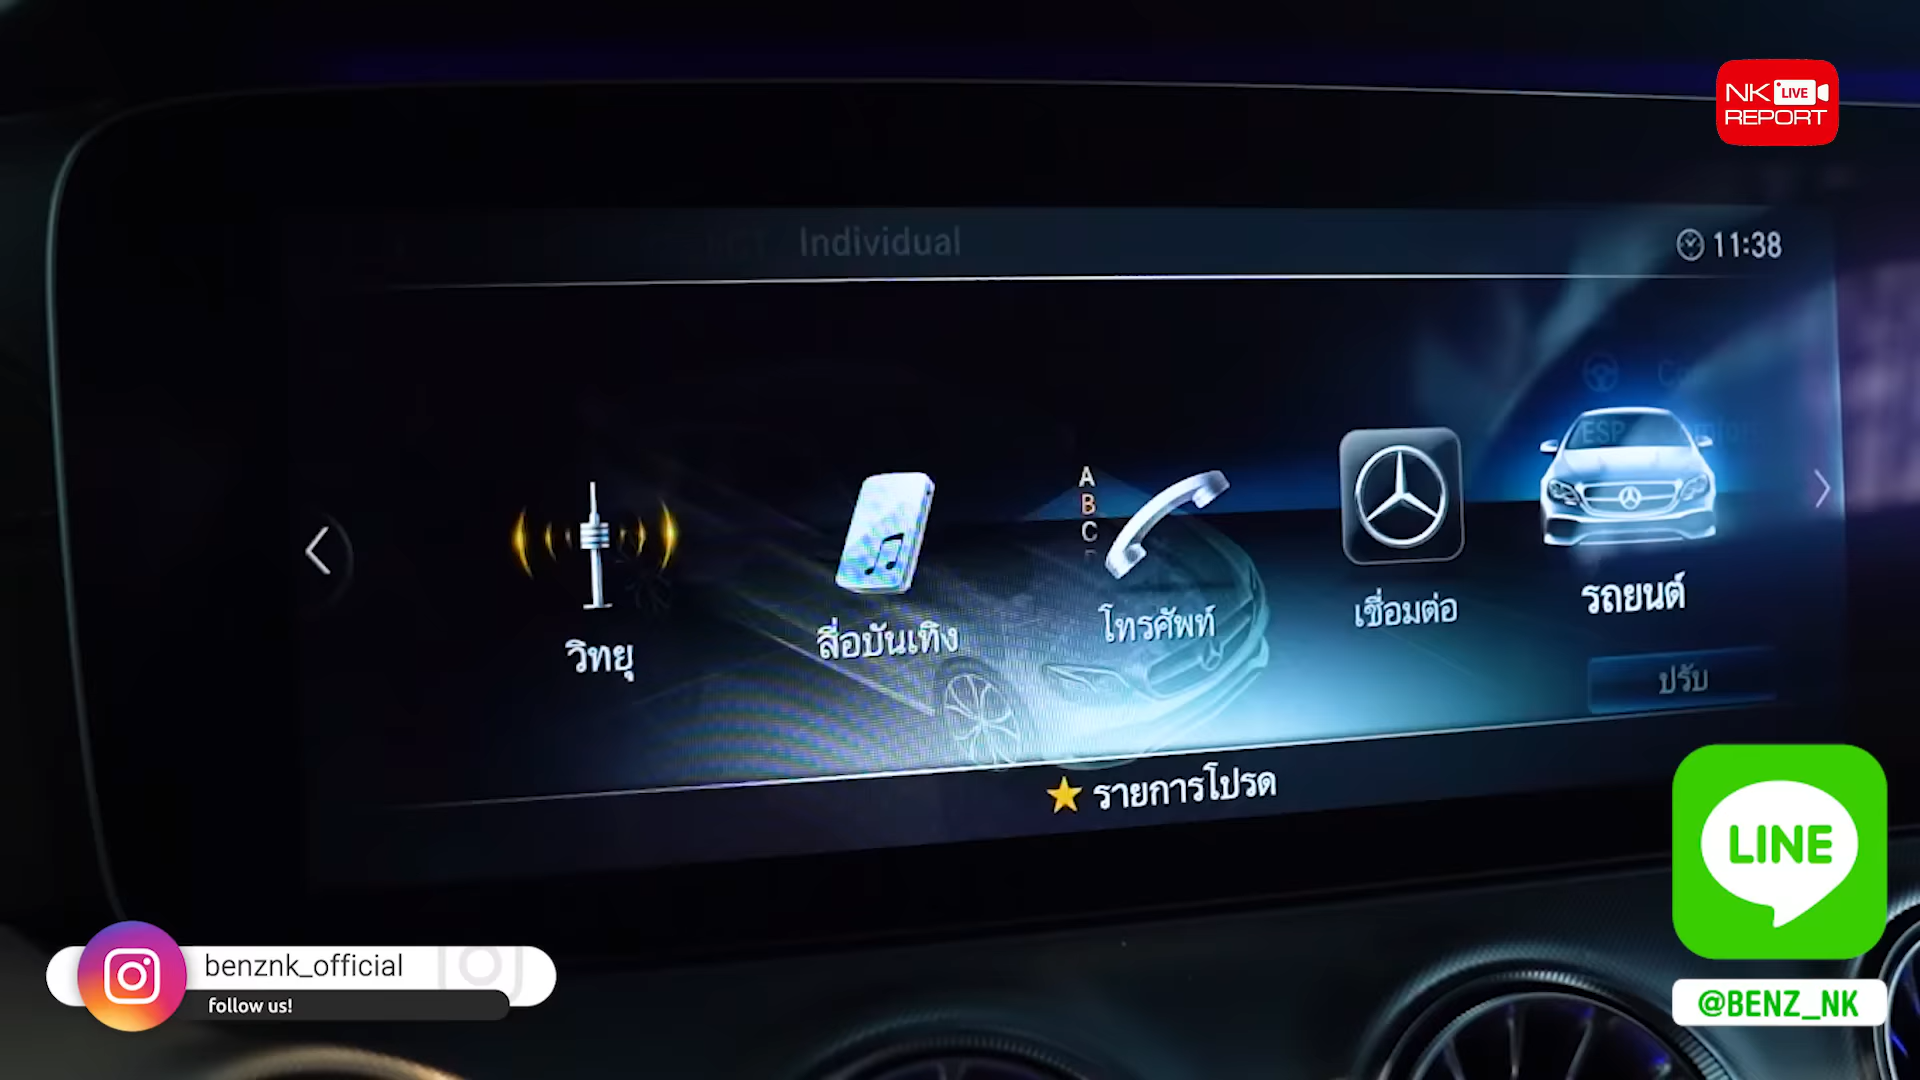 NK LIVE
REPORT
Individual
11:38
ESP
A
B
C
วิทยุ
สื่อบันเทิง
โทรศัพท์
เชื่อมต่อ
รถยนต์
ปรับ
รายการโปรด
LINE
@BENZ_NK
benznk_official
follow us!